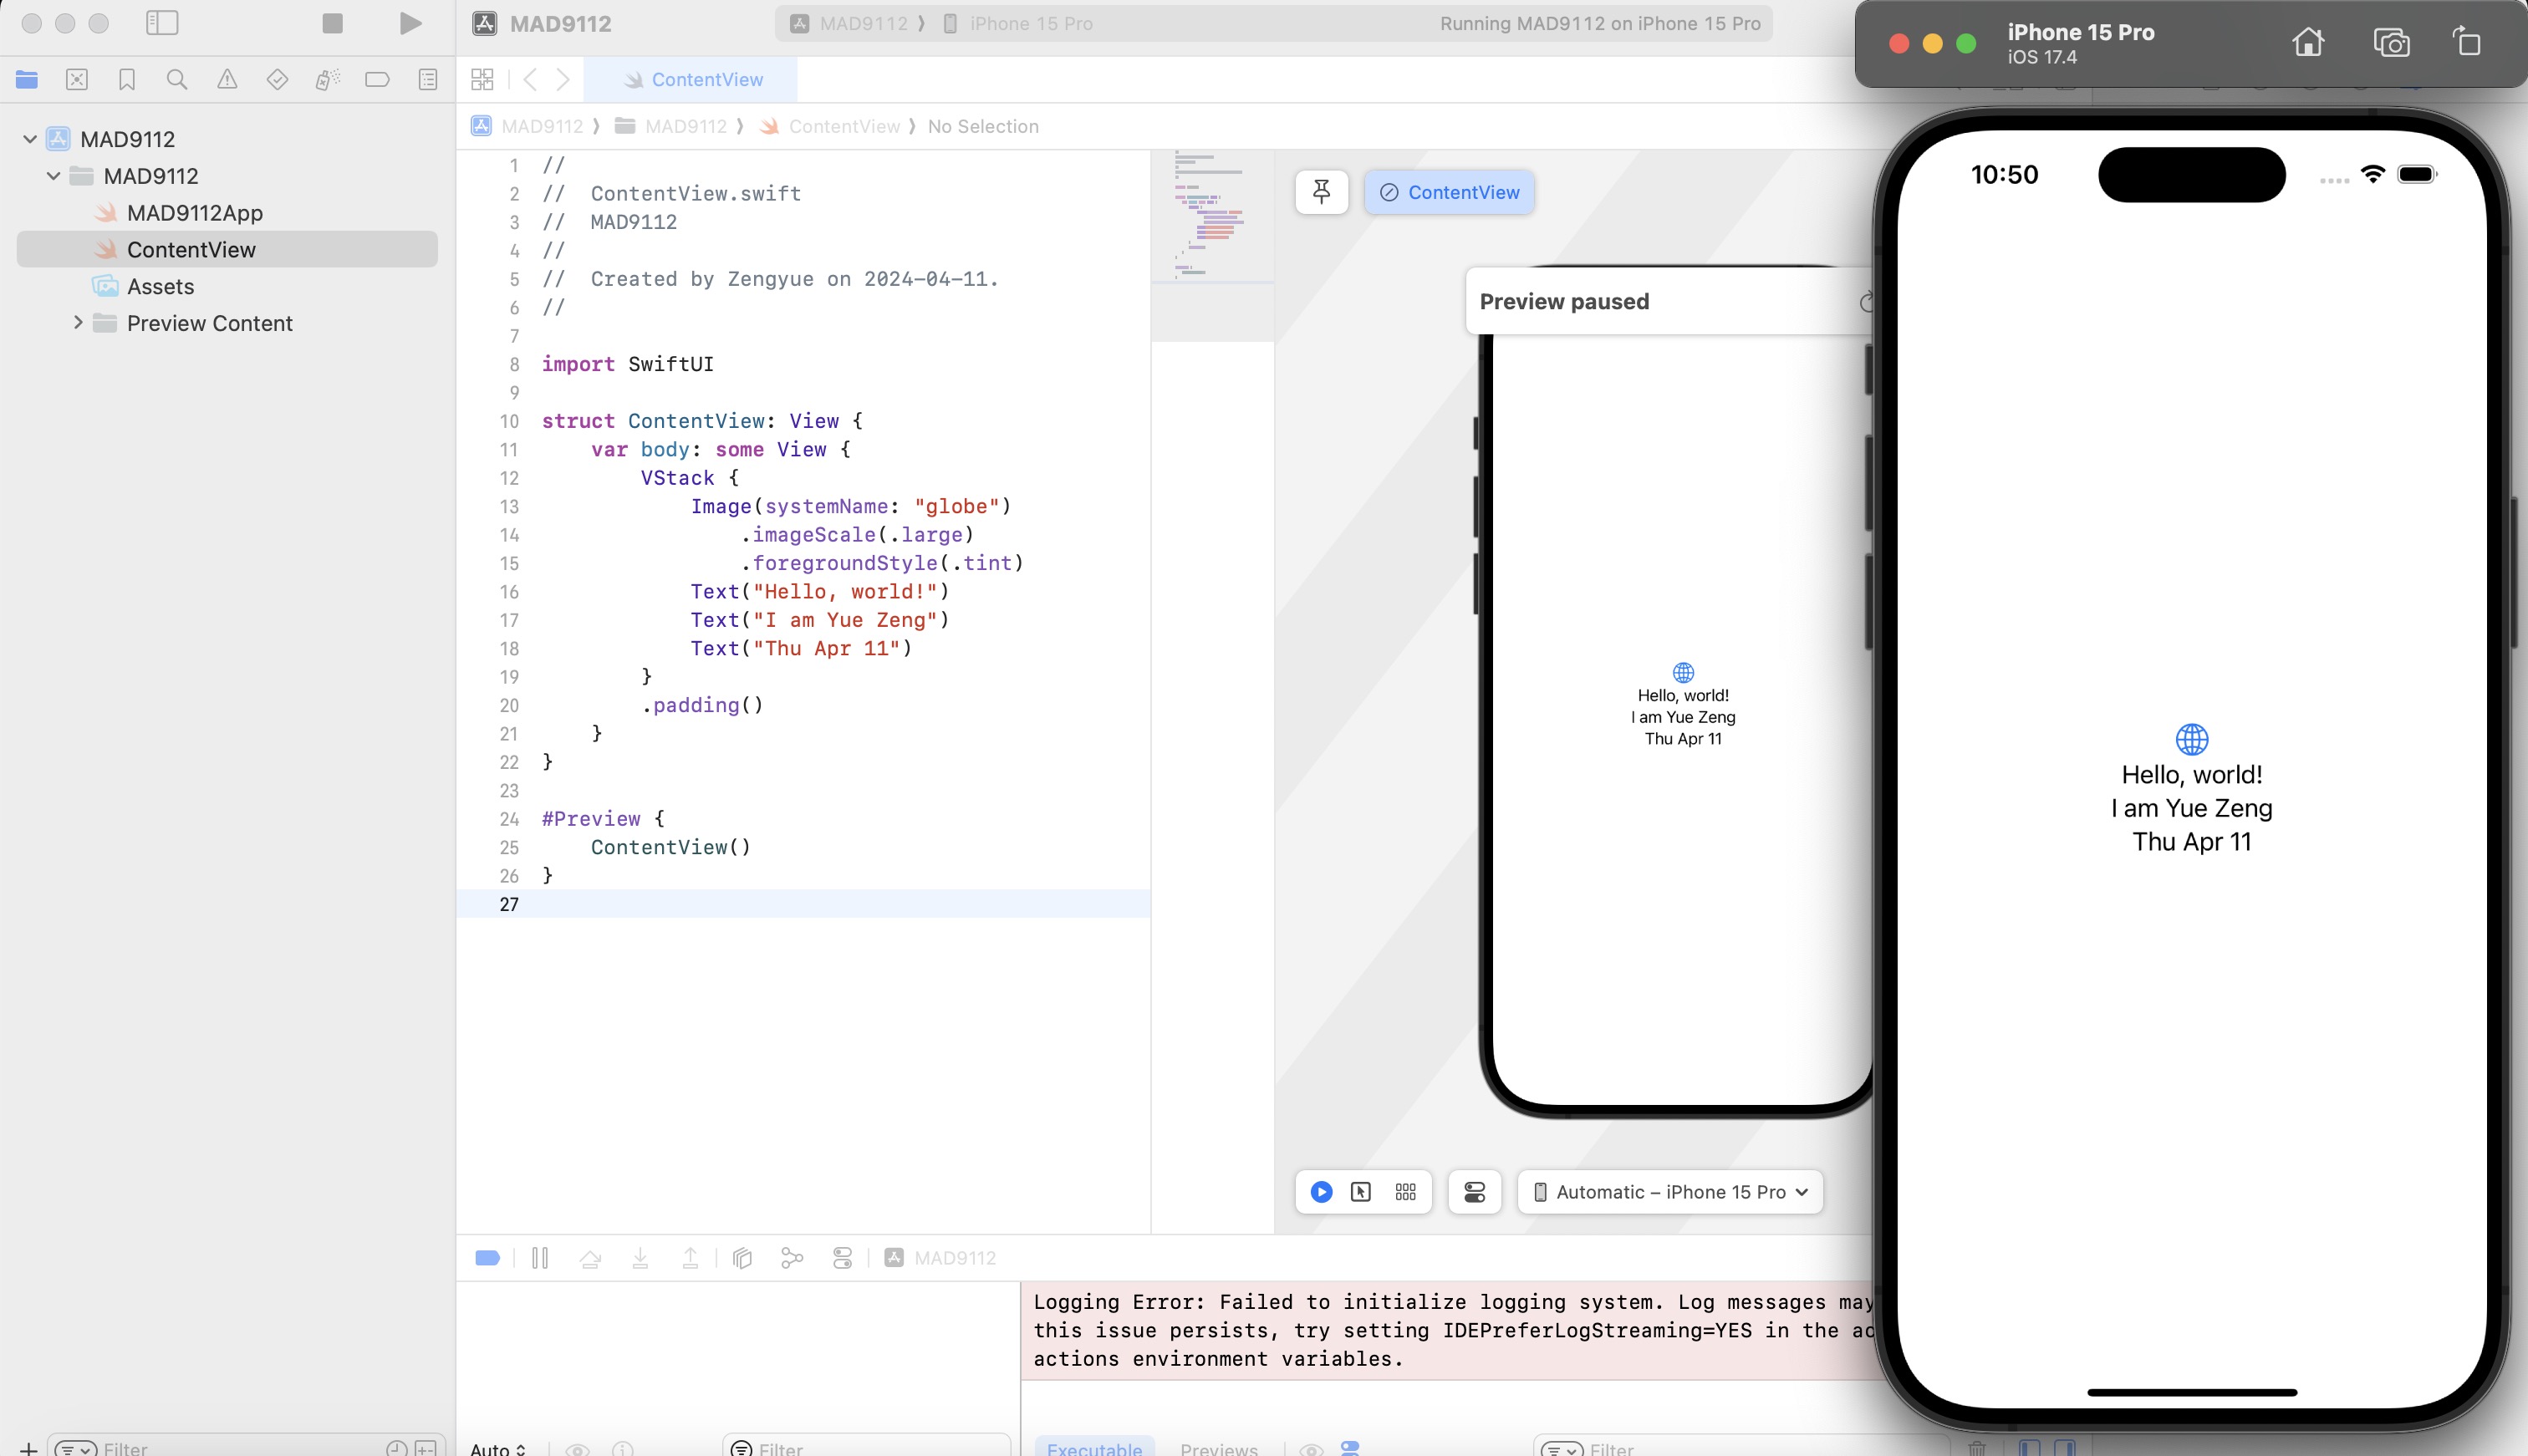 MAD9112
MAD9112 ⟩ iPhone 15 Pro
Running MAD9112 on iPhone 15 Pro
iPhone 15 Pro
iOS 17.4
ContentView
MAD9112 ⟩ MAD9112 ⟩ ContentView ⟩ No Selection
MAD9112
MAD9112
MAD9112App
ContentView
Assets
Preview Content
1 //
2 //  ContentView.swift
3 //  MAD9112
4 //
5 //  Created by Zengyue on 2024-04-11.
6 //
7
8 import SwiftUI
9
10 struct ContentView: View {
11     var body: some View {
12         VStack {
13             Image(systemName: "globe")
14                 .imageScale(.large)
15                 .foregroundStyle(.tint)
16             Text("Hello, world!")
17             Text("I am Yue Zeng")
18             Text("Thu Apr 11")
19         }
20         .padding()
21     }
22 }
23
24 #Preview {
25     ContentView()
26 }
27
ContentView
Preview paused
Hello, world!
I am Yue Zeng
Thu Apr 11
Automatic – iPhone 15 Pro
10:50
Hello, world!
I am Yue Zeng
Thu Apr 11
MAD9112
Logging Error: Failed to initialize logging system. Log messages may
this issue persists, try setting IDEPreferLogStreaming=YES in the
actions environment variables.
Filter
Auto
Filter
Executable
Previews
Filter